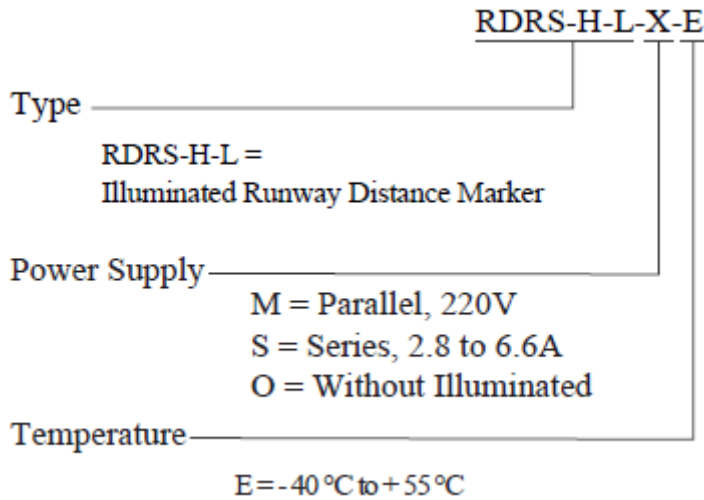 RDRS-H-L-X-E
Type
RDRS-H-L =
Illuminated Runway Distance Marker
Power Supply
M = Parallel, 220V
S = Series, 2.8 to 6.6A
O = Without Illuminated
Temperature
E = - 40 °C to + 55 °C